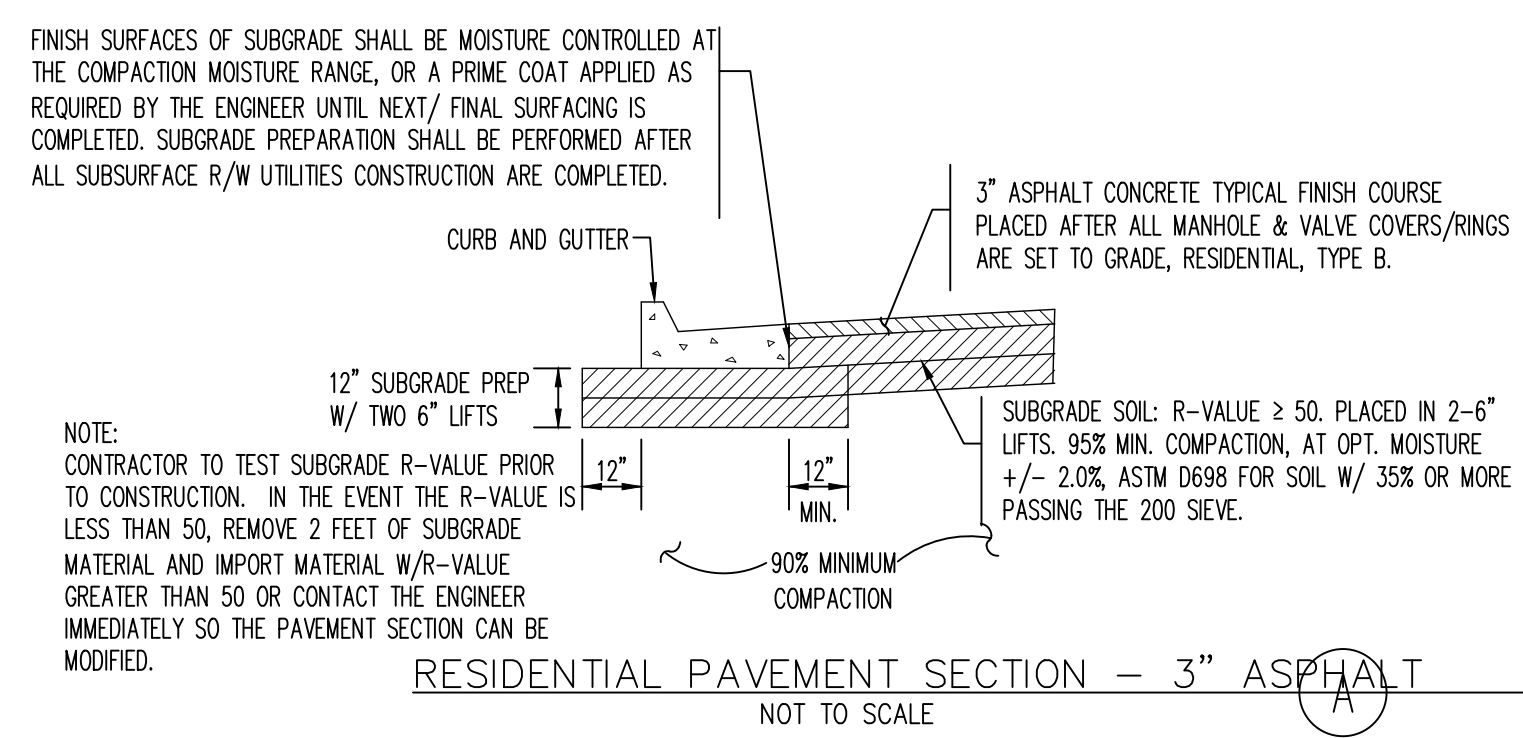 FINISH SURFACES OF SUBGRADE SHALL BE MOISTURE CONTROLLED AT
THE COMPACTION MOISTURE RANGE, OR A PRIME COAT APPLIED AS
REQUIRED BY THE ENGINEER UNTIL NEXT/ FINAL SURFACING IS
COMPLETED. SUBGRADE PREPARATION SHALL BE PERFORMED AFTER
ALL SUBSURFACE R/W UTILITIES CONSTRUCTION ARE COMPLETED.
3" ASPHALT CONCRETE TYPICAL FINISH COURSE
PLACED AFTER ALL MANHOLE & VALVE COVERS/RINGS
ARE SET TO GRADE, RESIDENTIAL, TYPE B.
CURB AND GUTTER
12" SUBGRADE PREP
W/ TWO 6" LIFTS
SUBGRADE SOIL: R-VALUE ≥ 50. PLACED IN 2-6"
LIFTS. 95% MIN. COMPACTION, AT OPT. MOISTURE
+/- 2.0%, ASTM D698 FOR SOIL W/ 35% OR MORE
PASSING THE 200 SIEVE.
NOTE:
CONTRACTOR TO TEST SUBGRADE R-VALUE PRIOR
TO CONSTRUCTION. IN THE EVENT THE R-VALUE IS
LESS THAN 50, REMOVE 2 FEET OF SUBGRADE
MATERIAL AND IMPORT MATERIAL W/R-VALUE
GREATER THAN 50 OR CONTACT THE ENGINEER
IMMEDIATELY SO THE PAVEMENT SECTION CAN BE
MODIFIED.
12"
12"
MIN.
90% MINIMUM
COMPACTION
RESIDENTIAL PAVEMENT SECTION - 3" ASPHALT
A
NOT TO SCALE